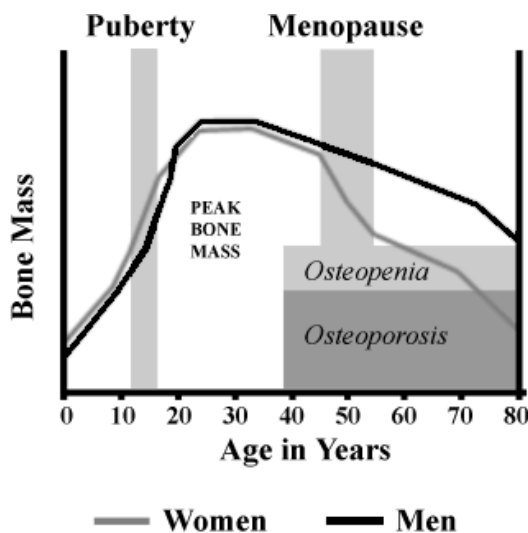 Puberty Menopause
Bone Mass
PEAK
BONE
MASS
Osteopenia
Osteoporosis
0 10 20 30 40 50 60 70 80
Age in Years
Women Men